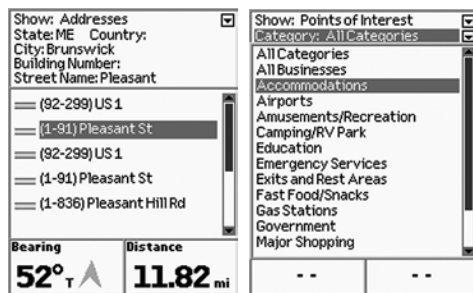 Show: Addresses
State: ME Country:
City: Brunswick
Building Number:
Street Name: Pleasant
(92-299) US 1
(1-91) Pleasant St
(92-299) US 1
(1-91) Pleasant St
(1-836) Pleasant Hill Rd
Bearing Distance
52°T 11.82 mi
Show: Points of Interest
Category: All Categories
All Categories
All Businesses
Accommodations
Airports
Amusements/Recreation
Camping/RV Park
Education
Emergency Services
Exits and Rest Areas
Fast Food/Snacks
Gas Stations
Government
Major Shopping
-- --